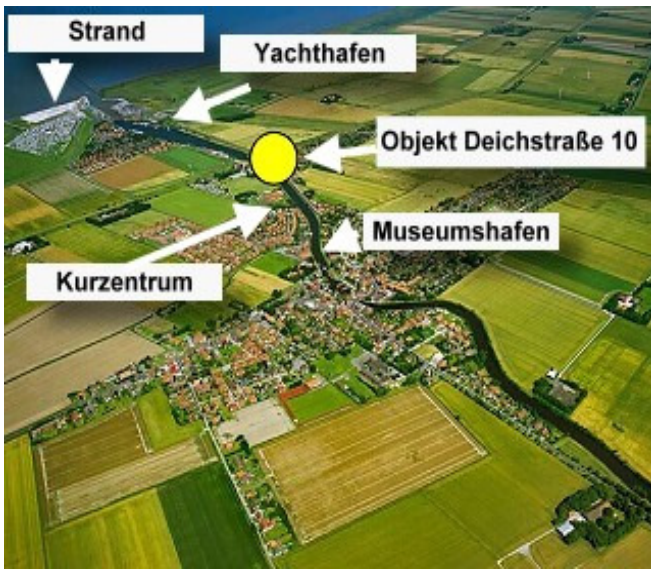 Strand
Yachthafen
Objekt Deichstraße 10
Museumshafen
Kurzentrum